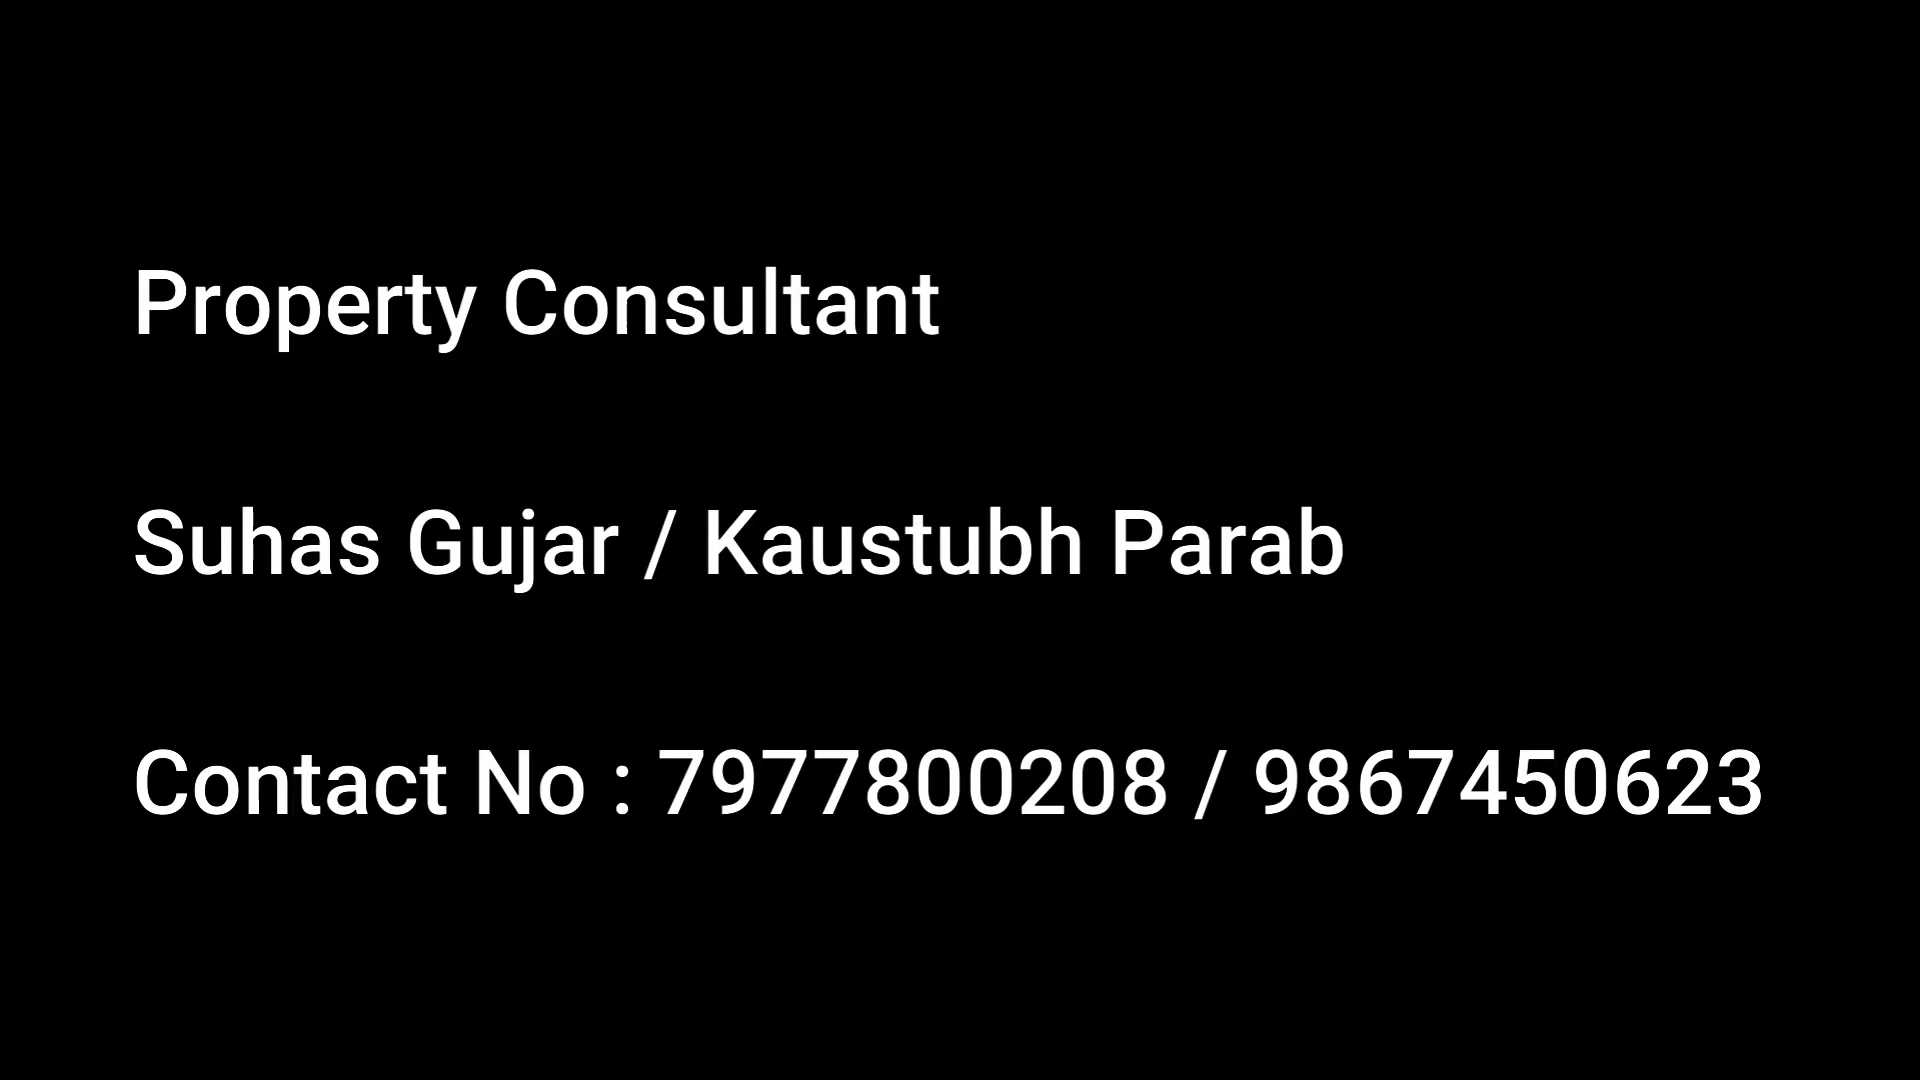 Property Consultant
Suhas Gujar / Kaustubh Parab
Contact No : 7977800208 / 9867450623